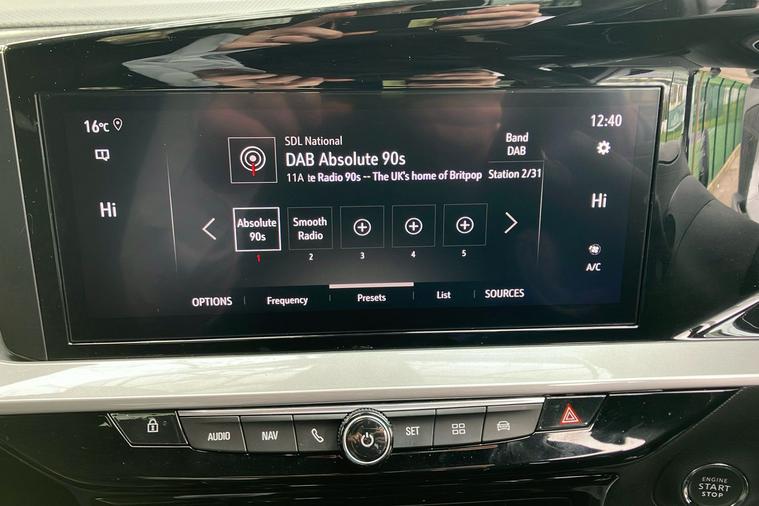 16°C
12:40
SDL National
DAB Absolute 90s
11A te Radio 90s -- The UK's home of Britpop
Band
DAB
Station 2/31
Hi
Hi
Absolute
90s
Smooth
Radio
1
2
3
4
5
A/C
OPTIONS
Frequency
Presets
List
SOURCES
AUDIO
NAV
SET
ENGINE
START
STOP